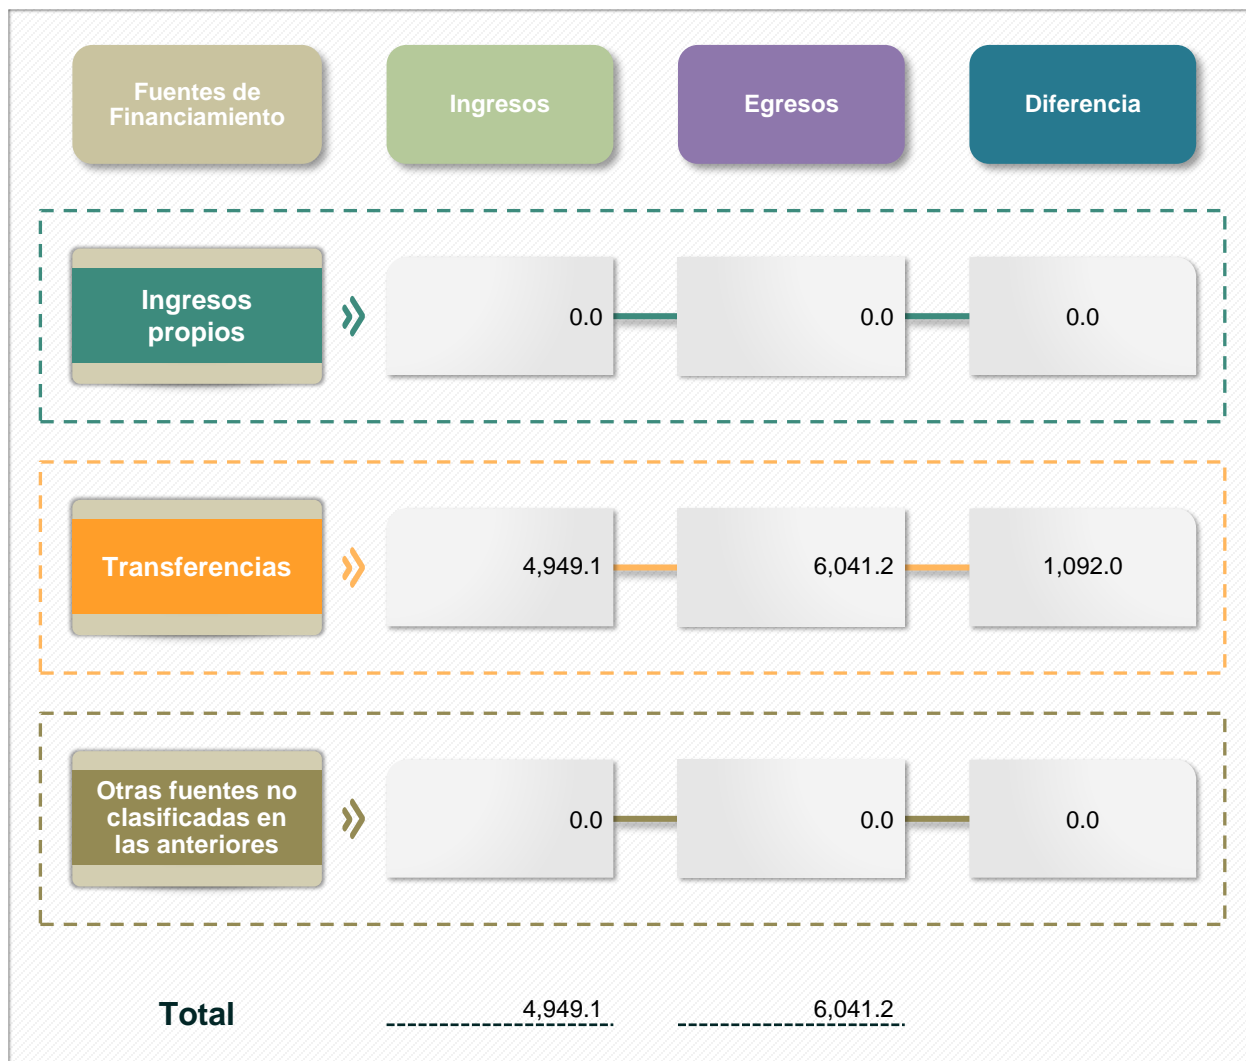 Fuentes de
Financiamiento
Ingresos
Egresos
Diferencia
Ingresos
propios
0.0
0.0
0.0
Transferencias
4,949.1
6,041.2
1,092.0
Otras fuentes no
clasificadas en
las anteriores
0.0
0.0
0.0
Total
4,949.1
6,041.2